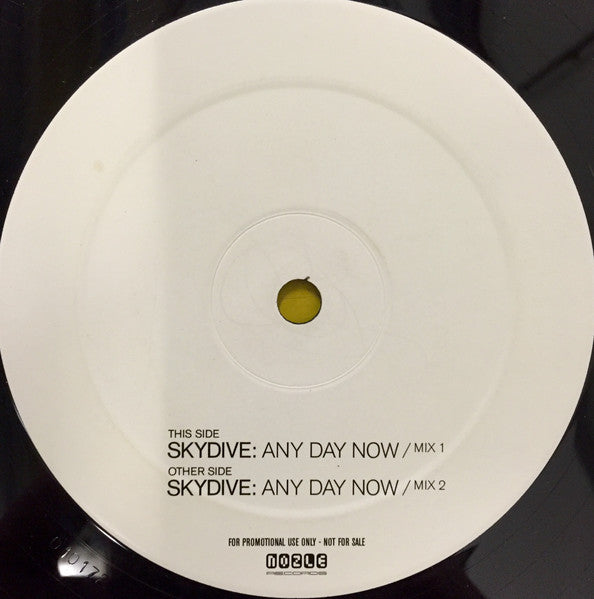 THIS SIDE
SKYDIVE: ANY DAY NOW / MIX 1
OTHER SIDE
SKYDIVE: ANY DAY NOW / MIX 2
FOR PROMOTIONAL USE ONLY - NOT FOR SALE
NOZLE
RECORDS